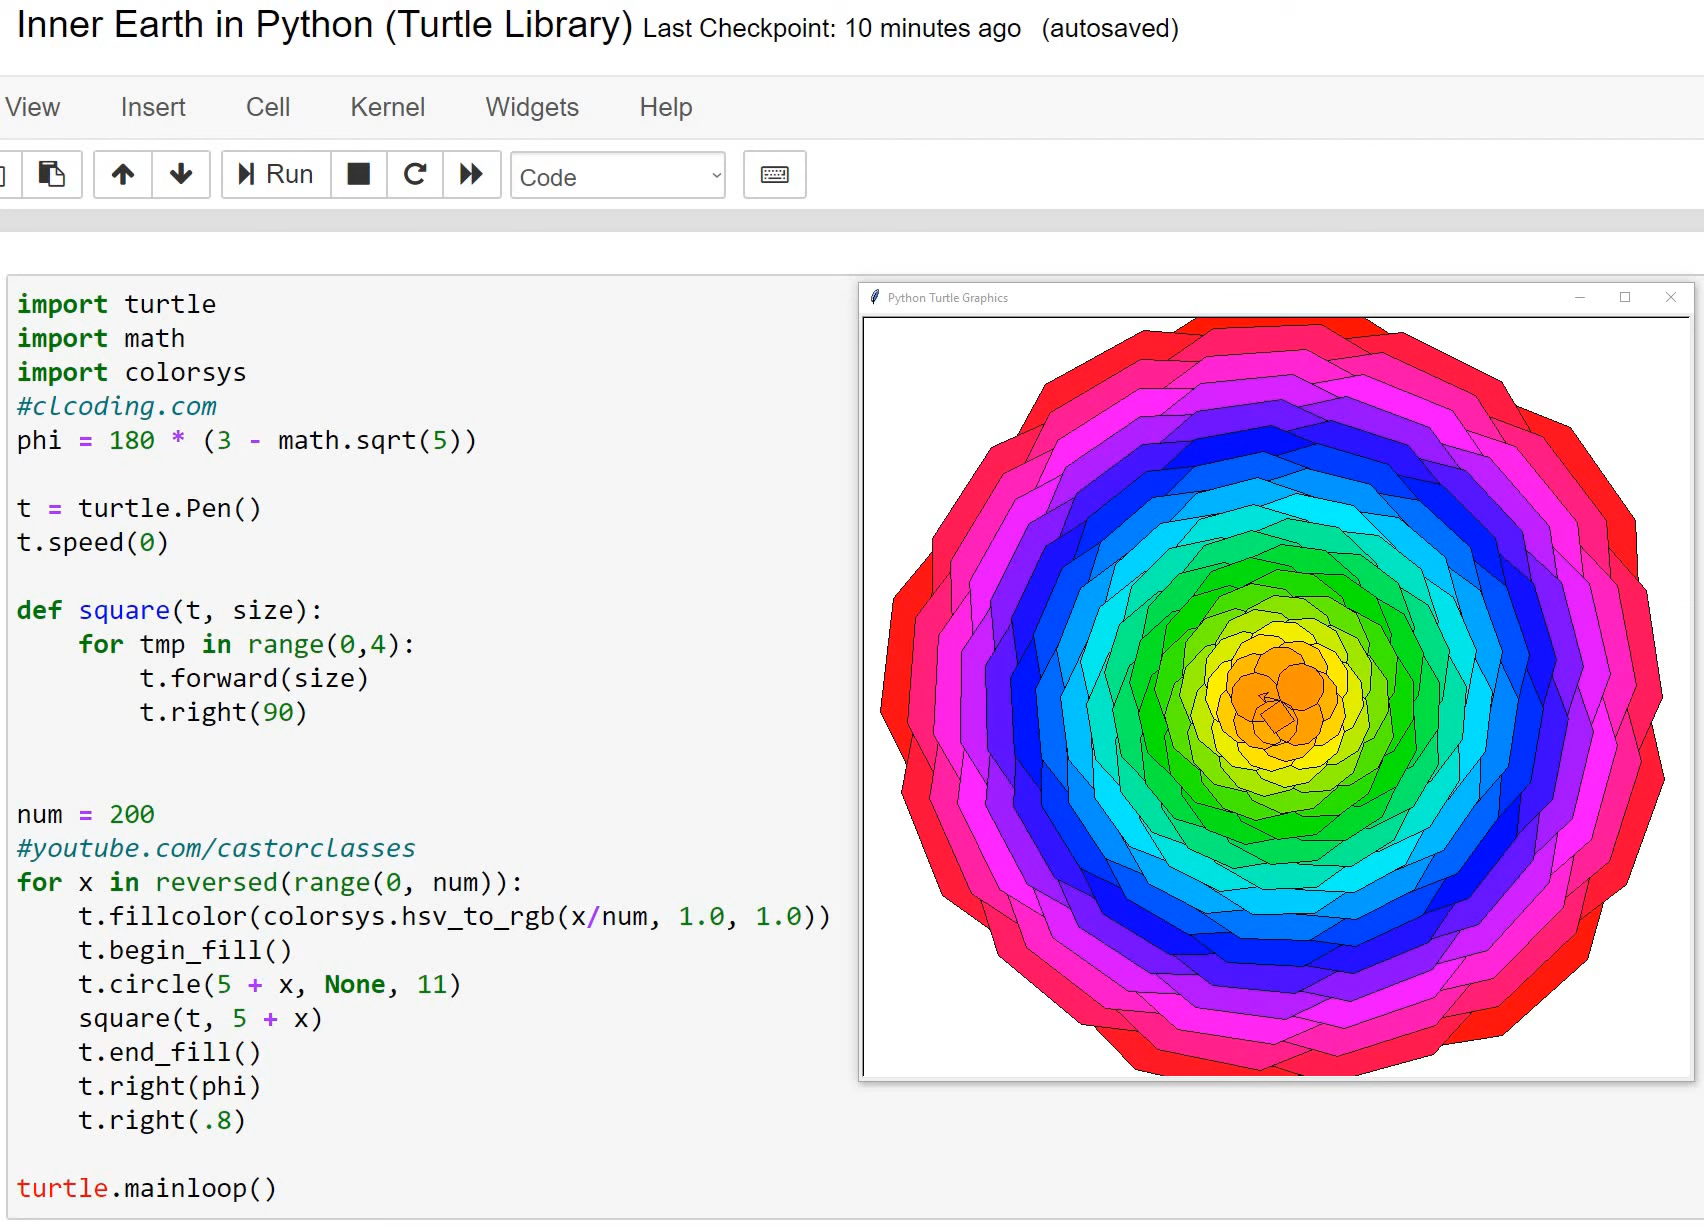 Inner Earth in Python (Turtle Library) Last Checkpoint: 10 minutes ago (autosaved)
View Insert Cell Kernel Widgets Help
Run Code
import turtle
import math
import colorsys
#clcoding.com
phi = 180 * (3 - math.sqrt(5))
t = turtle.Pen()
t.speed(0)
def square(t, size):
    for tmp in range(0,4):
        t.forward(size)
        t.right(90)
num = 200
#youtube.com/castorclasses
for x in reversed(range(0, num)):
    t.fillcolor(colorsys.hsv_to_rgb(x/num, 1.0, 1.0))
    t.begin_fill()
    t.circle(5 + x, None, 11)
    square(t, 5 + x)
    t.end_fill()
    t.right(phi)
    t.right(.8)
turtle.mainloop()
Python Turtle Graphics